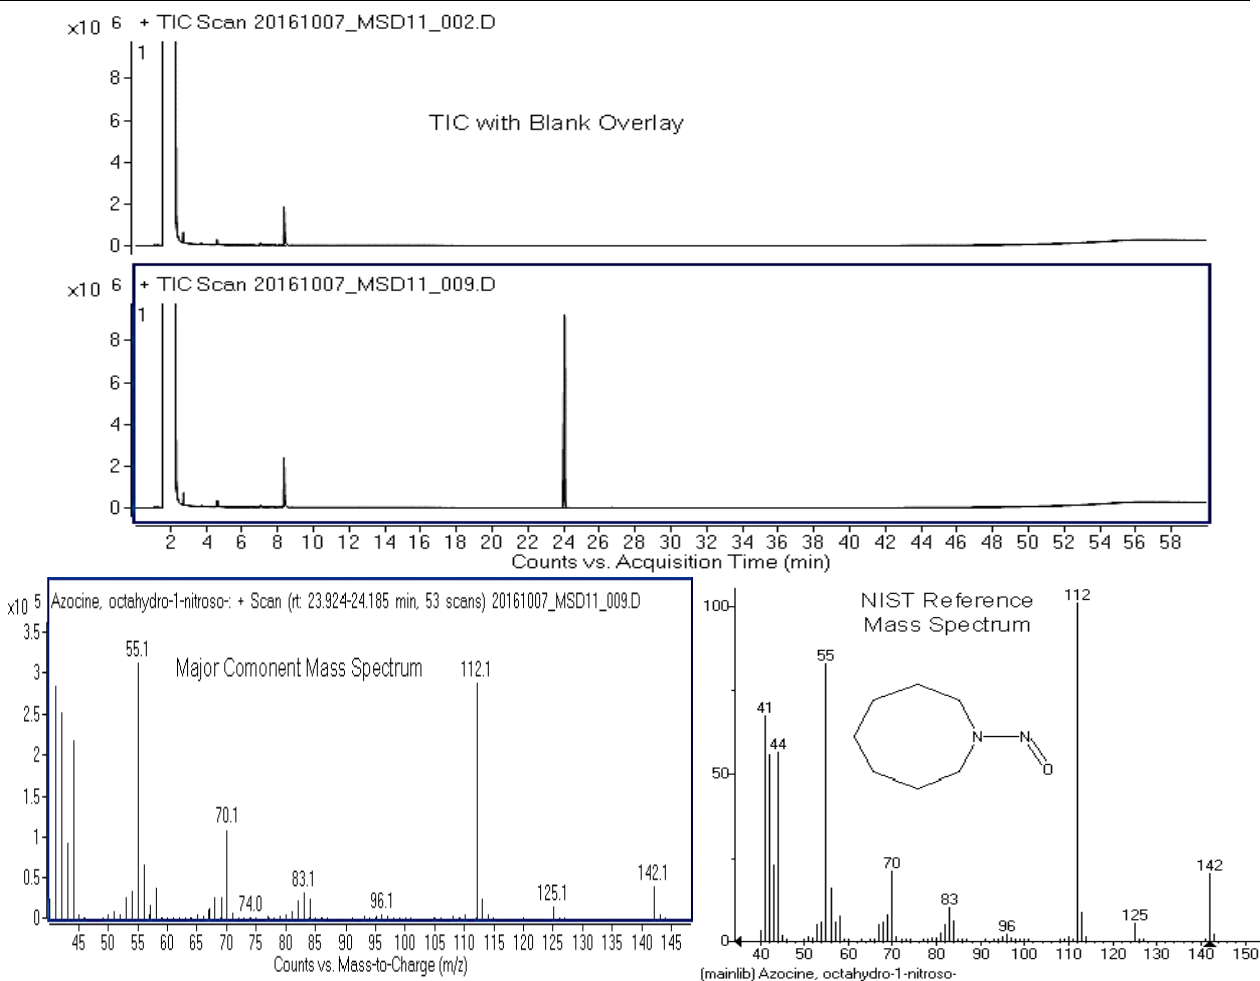 x10 6 + TIC Scan 20161007_MSD11_002.D
1
8
6
4
2
0
TIC with Blank Overlay
x10 6 + TIC Scan 20161007_MSD11_009.D
1
8
6
4
2
0
2 4 6 8 10 12 14 16 18 20 22 24 26 28 30 32 34 36 38 40 42 44 46 48 50 52 54 56 58
Counts vs. Acquisition Time (min)
x10 5 Azocine, octahydro-1-nitroso-: + Scan (rt: 23.924-24.185 min, 53 scans) 20161007_MSD11_009.D
Major Comonent Mass Spectrum
3.5
3
2.5
2
1.5
1
0.5
0
55.1
112.1
70.1
74.0
83.1
96.1
125.1
142.1
45 50 55 60 65 70 75 80 85 90 95 100 105 110 115 120 125 130 135 140 145
Counts vs. Mass-to-Charge (m/z)
NIST Reference
Mass Spectrum
100
50
0
112
55
41
44
70
83
96
125
142
N N
O
40 50 60 70 80 90 100 110 120 130 140 150
(mainlib) Azocine, octahydro-1-nitroso-